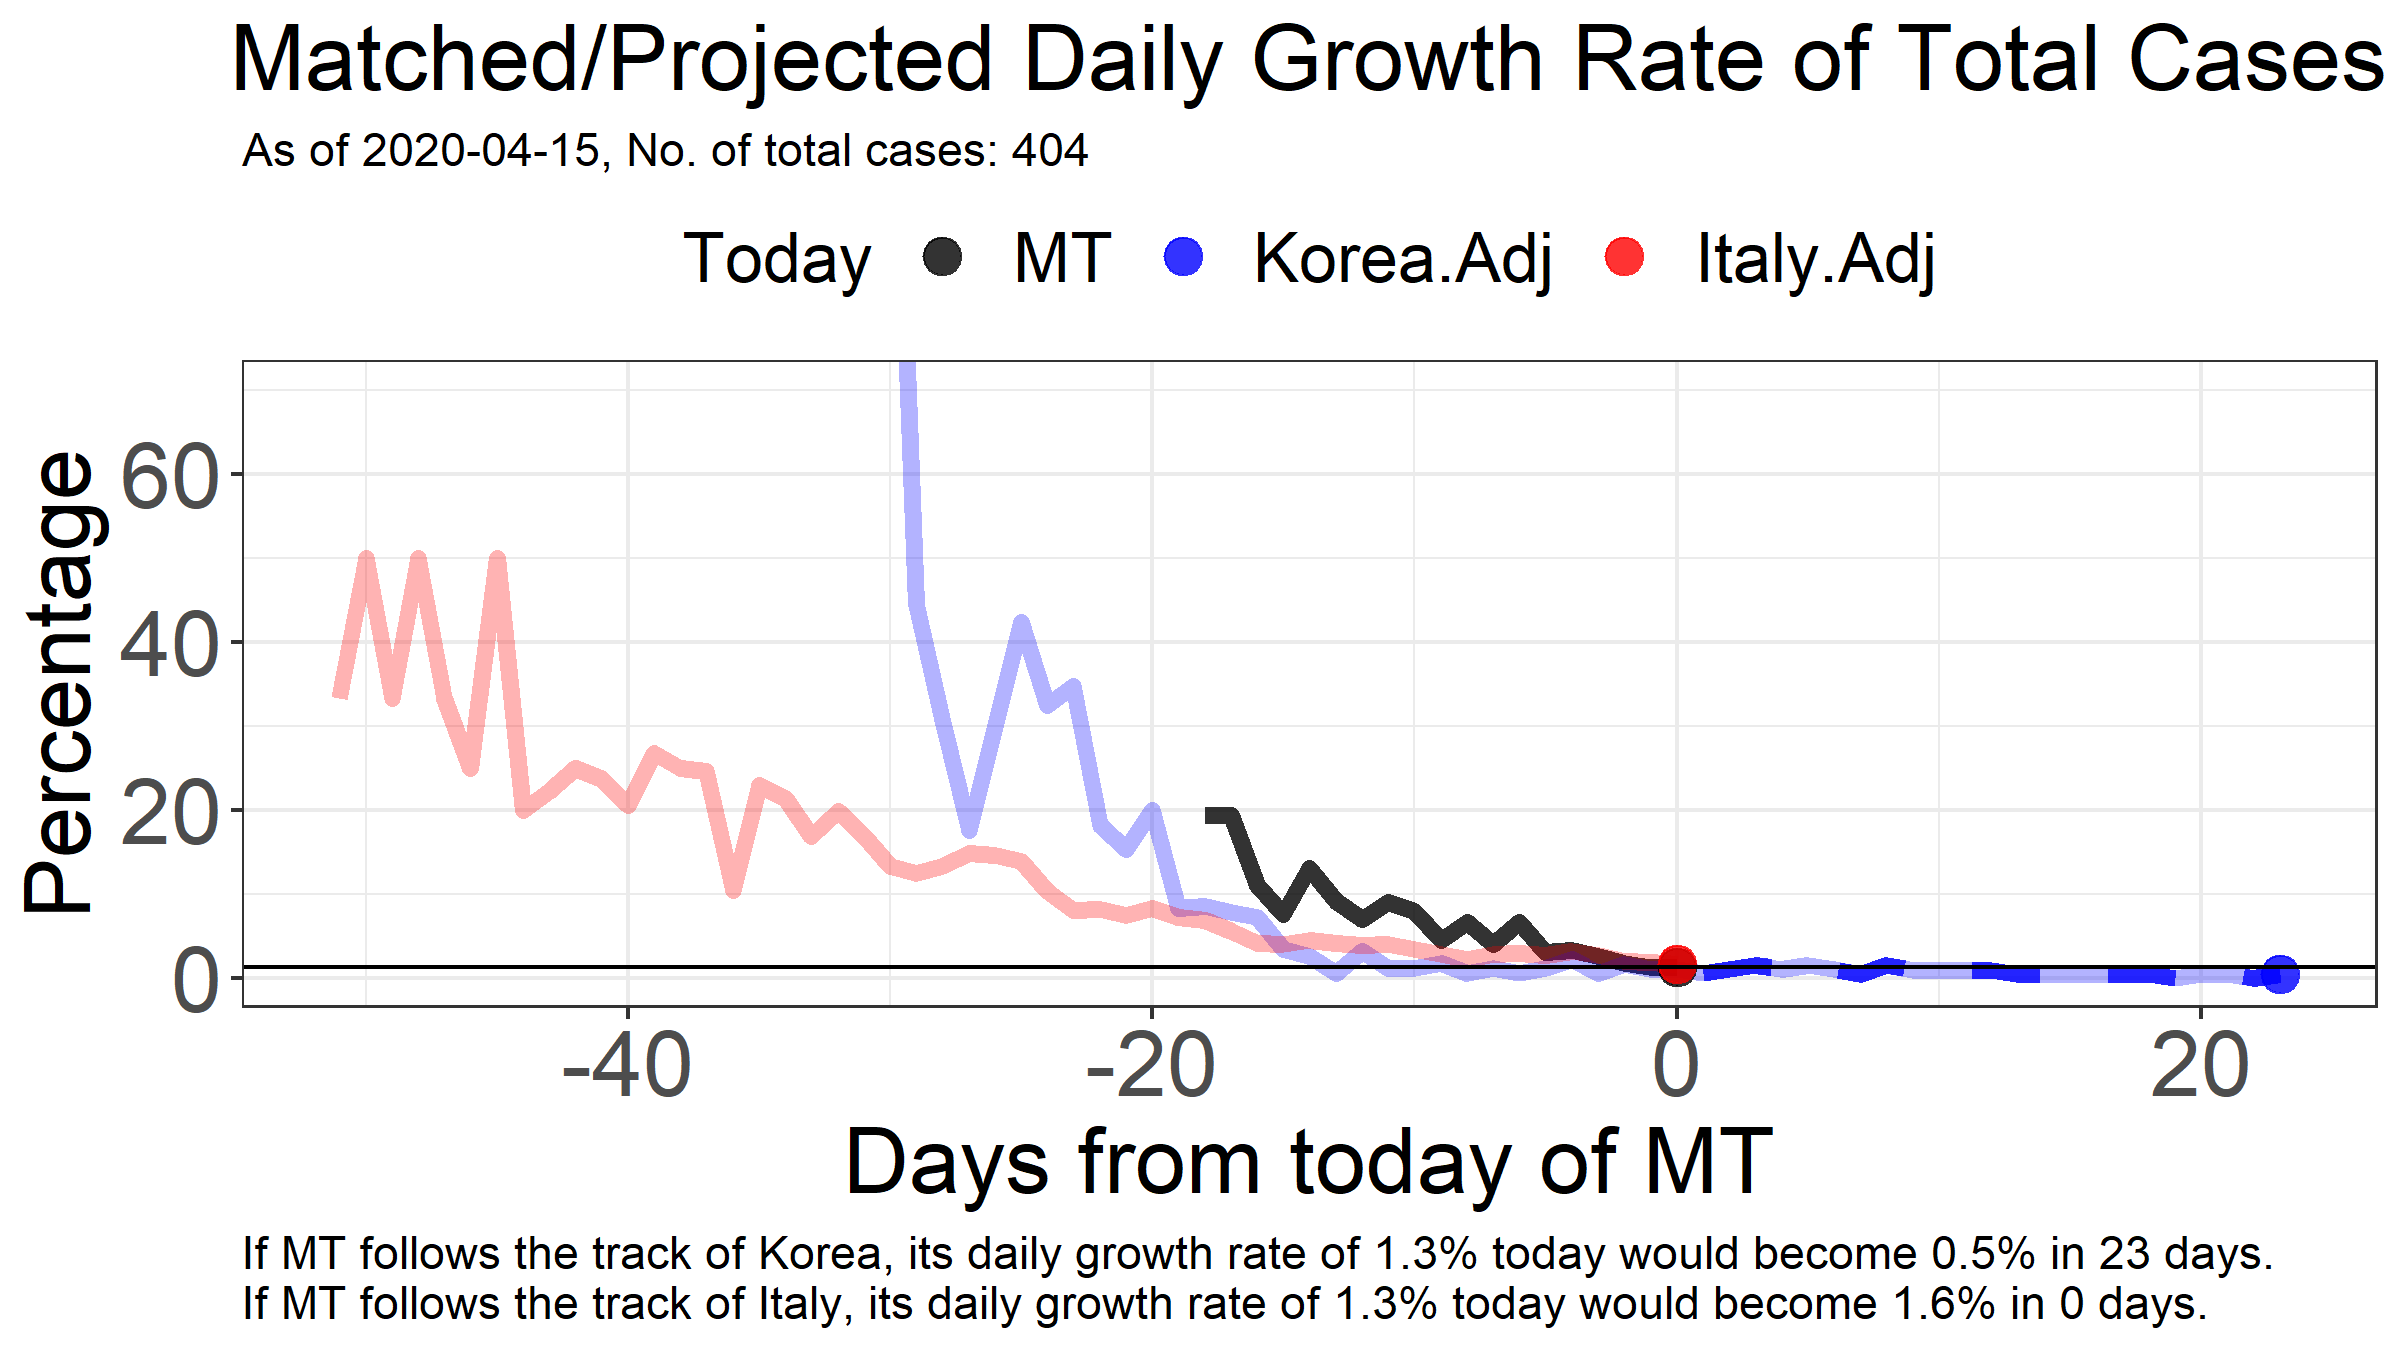 Matched/Projected Daily Growth Rate of Total Cases
As of 2020-04-15, No. of total cases: 404
Today MT Korea.Adj Italy.Adj
Percentage
60
40
20
0
-40 -20 0 20
Days from today of MT
If MT follows the track of Korea, its daily growth rate of 1.3% today would become 0.5% in 23 days.
If MT follows the track of Italy, its daily growth rate of 1.3% today would become 1.6% in 0 days.